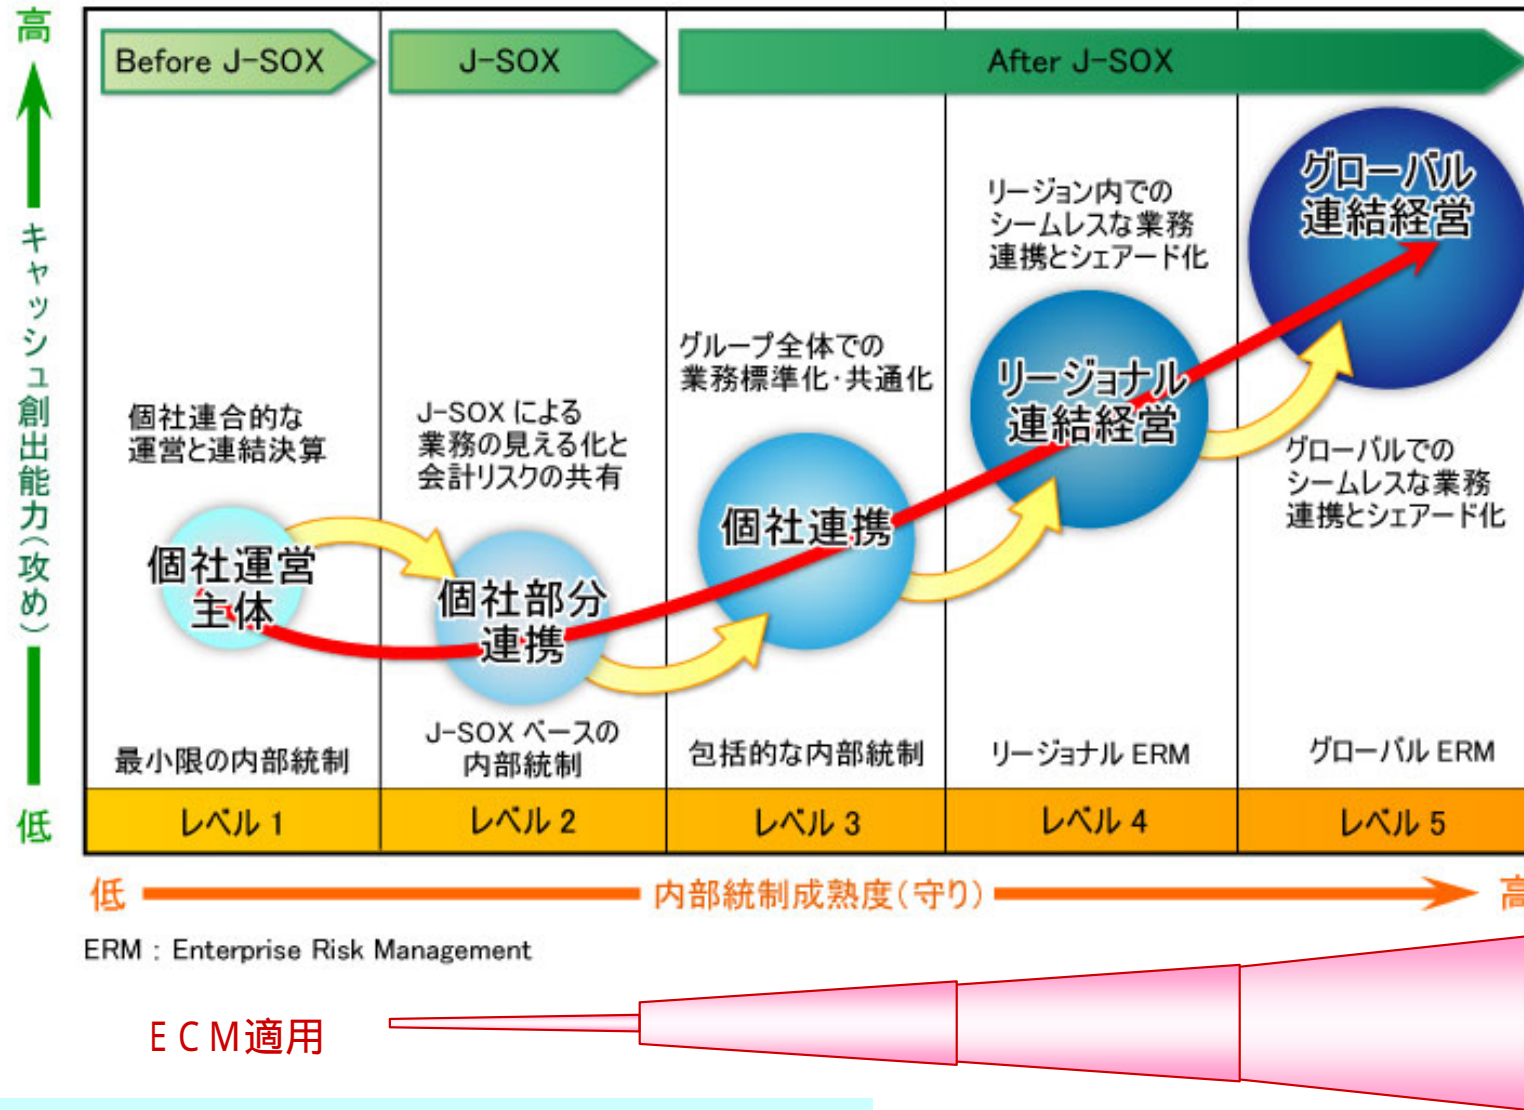 高
Before J-SOX
J-SOX
After J-SOX
キャッシュ創出能力(攻め)
低
グローバル
連結経営
リージョン内での
シームレスな業務
連携とシェアード化
リージョナル
連結経営
グループ全体での
業務標準化・共通化
個社連合的な
運営と連結決算
J-SOX による
業務の見える化と
会計リスクの共有
グローバルでの
シームレスな業務
連携とシェアード化
個社運営
主体
個社部分
連携
個社連携
最小限の内部統制
J-SOX ベースの
内部統制
包括的な内部統制
リージョナル ERM
グローバル ERM
レベル 1
レベル 2
レベル 3
レベル 4
レベル 5
低
内部統制成熟度(守り)
高
ERM : Enterprise Risk Management
ECM適用